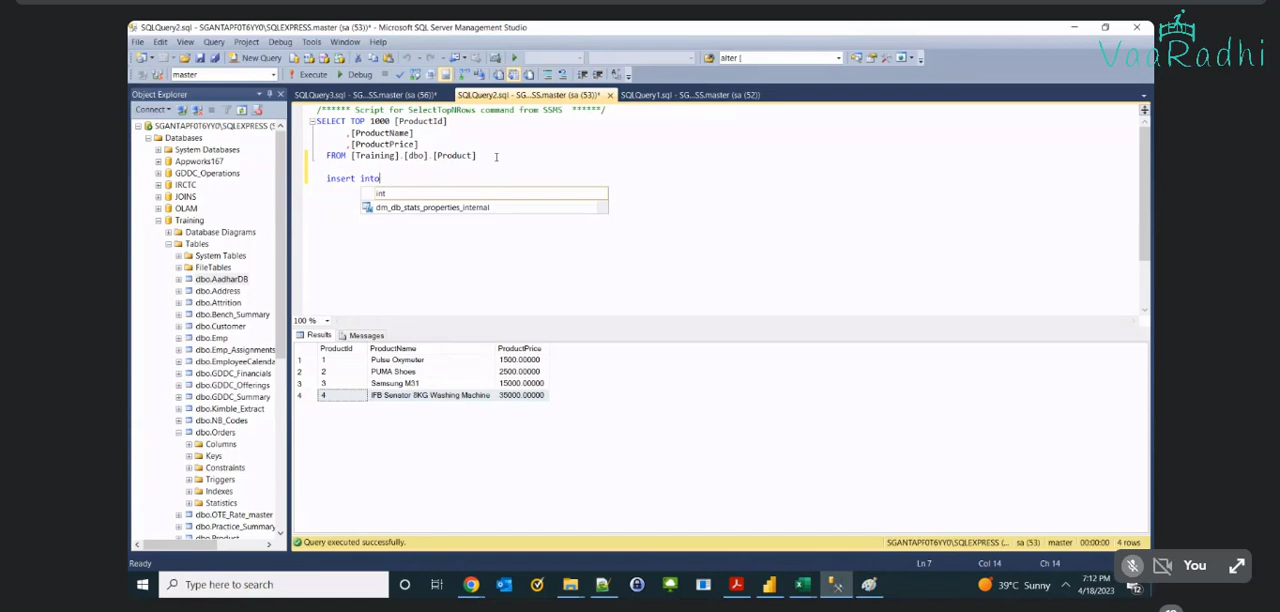 SQLQuery2.sql - SGANTAPF0T6YY0\SQLEXPRESS.master (sa (53))* - Microsoft SQL Server Management Studio
VaaRadhi
File Edit View Query Project Debug Tools Window Help
New Query
alter [
master
Execute
Debug
Object Explorer
SQLQuery3.sql - SG...SS.master (sa (56))*
SQLQuery2.sql - SG...SS.master (sa (53))*
SQLQuery1.sql - SG...SS.master (sa (52))
Connect
SGANTAPF0T6YY0\SQLEXPRESS (
Databases
System Databases
Appworks167
GDDC_Operations
IRCTC
JOINS
OLAM
Training
Database Diagrams
Tables
System Tables
FileTables
dbo.AadharDB
dbo.Address
dbo.Attrition
dbo.Bench_Summary
dbo.Customer
dbo.Emp
dbo.Emp_Assignments
dbo.EmployeeCalenda
dbo.GDDC_Financials
dbo.GDDC_Offerings
dbo.GDDC_Summary
dbo.Kimble_Extract
dbo.NB_Codes
dbo.Orders
Columns
Keys
Constraints
Triggers
Indexes
Statistics
dbo.OTE_Rate_master
dbo.Practice_Summary
dbo.Product
/****** Script for SelectTopNRows command from SSMS ******/
SELECT TOP 1000 [ProductId]
,[ProductName]
,[ProductPrice]
FROM [Training].[dbo].[Product]
insert into
int
dm_db_stats_properties_internal
100 %
Results Messages
ProductId ProductName ProductPrice
1 1 Pulse Oxymeter 1500.00000
2 2 PUMA Shoes 2500.00000
3 3 Samsung M31 15000.00000
4 4 IFB Senator 8KG Washing Machine 35000.00000
Query executed successfully.
SGANTAPF0T6YY0\SQLEXPRESS (... sa (53) master 00:00:00 4 rows
Ready
Ln 7 Col 14 Ch 14
You
Type here to search
39°C Sunny
7:12 PM
4/18/2023
12